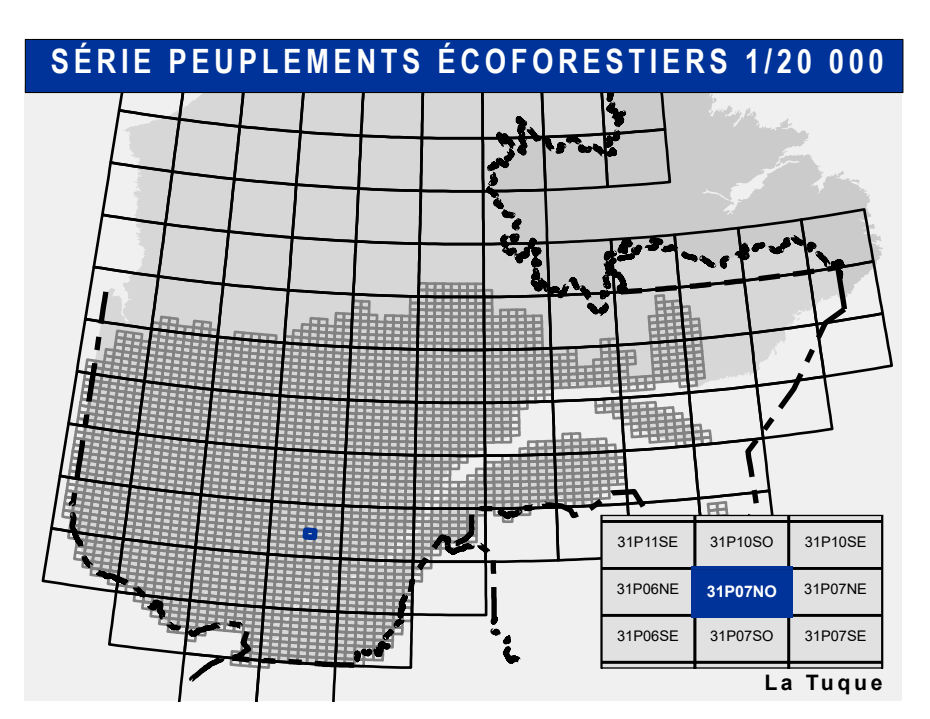 SÉRIE PEUPLEMENTS ÉCOFORESTIERS 1/20 000
31P11SE 31P10SO 31P10SE
31P06NE 31P07NO 31P07NE
31P06SE 31P07SO 31P07SE
La Tuque